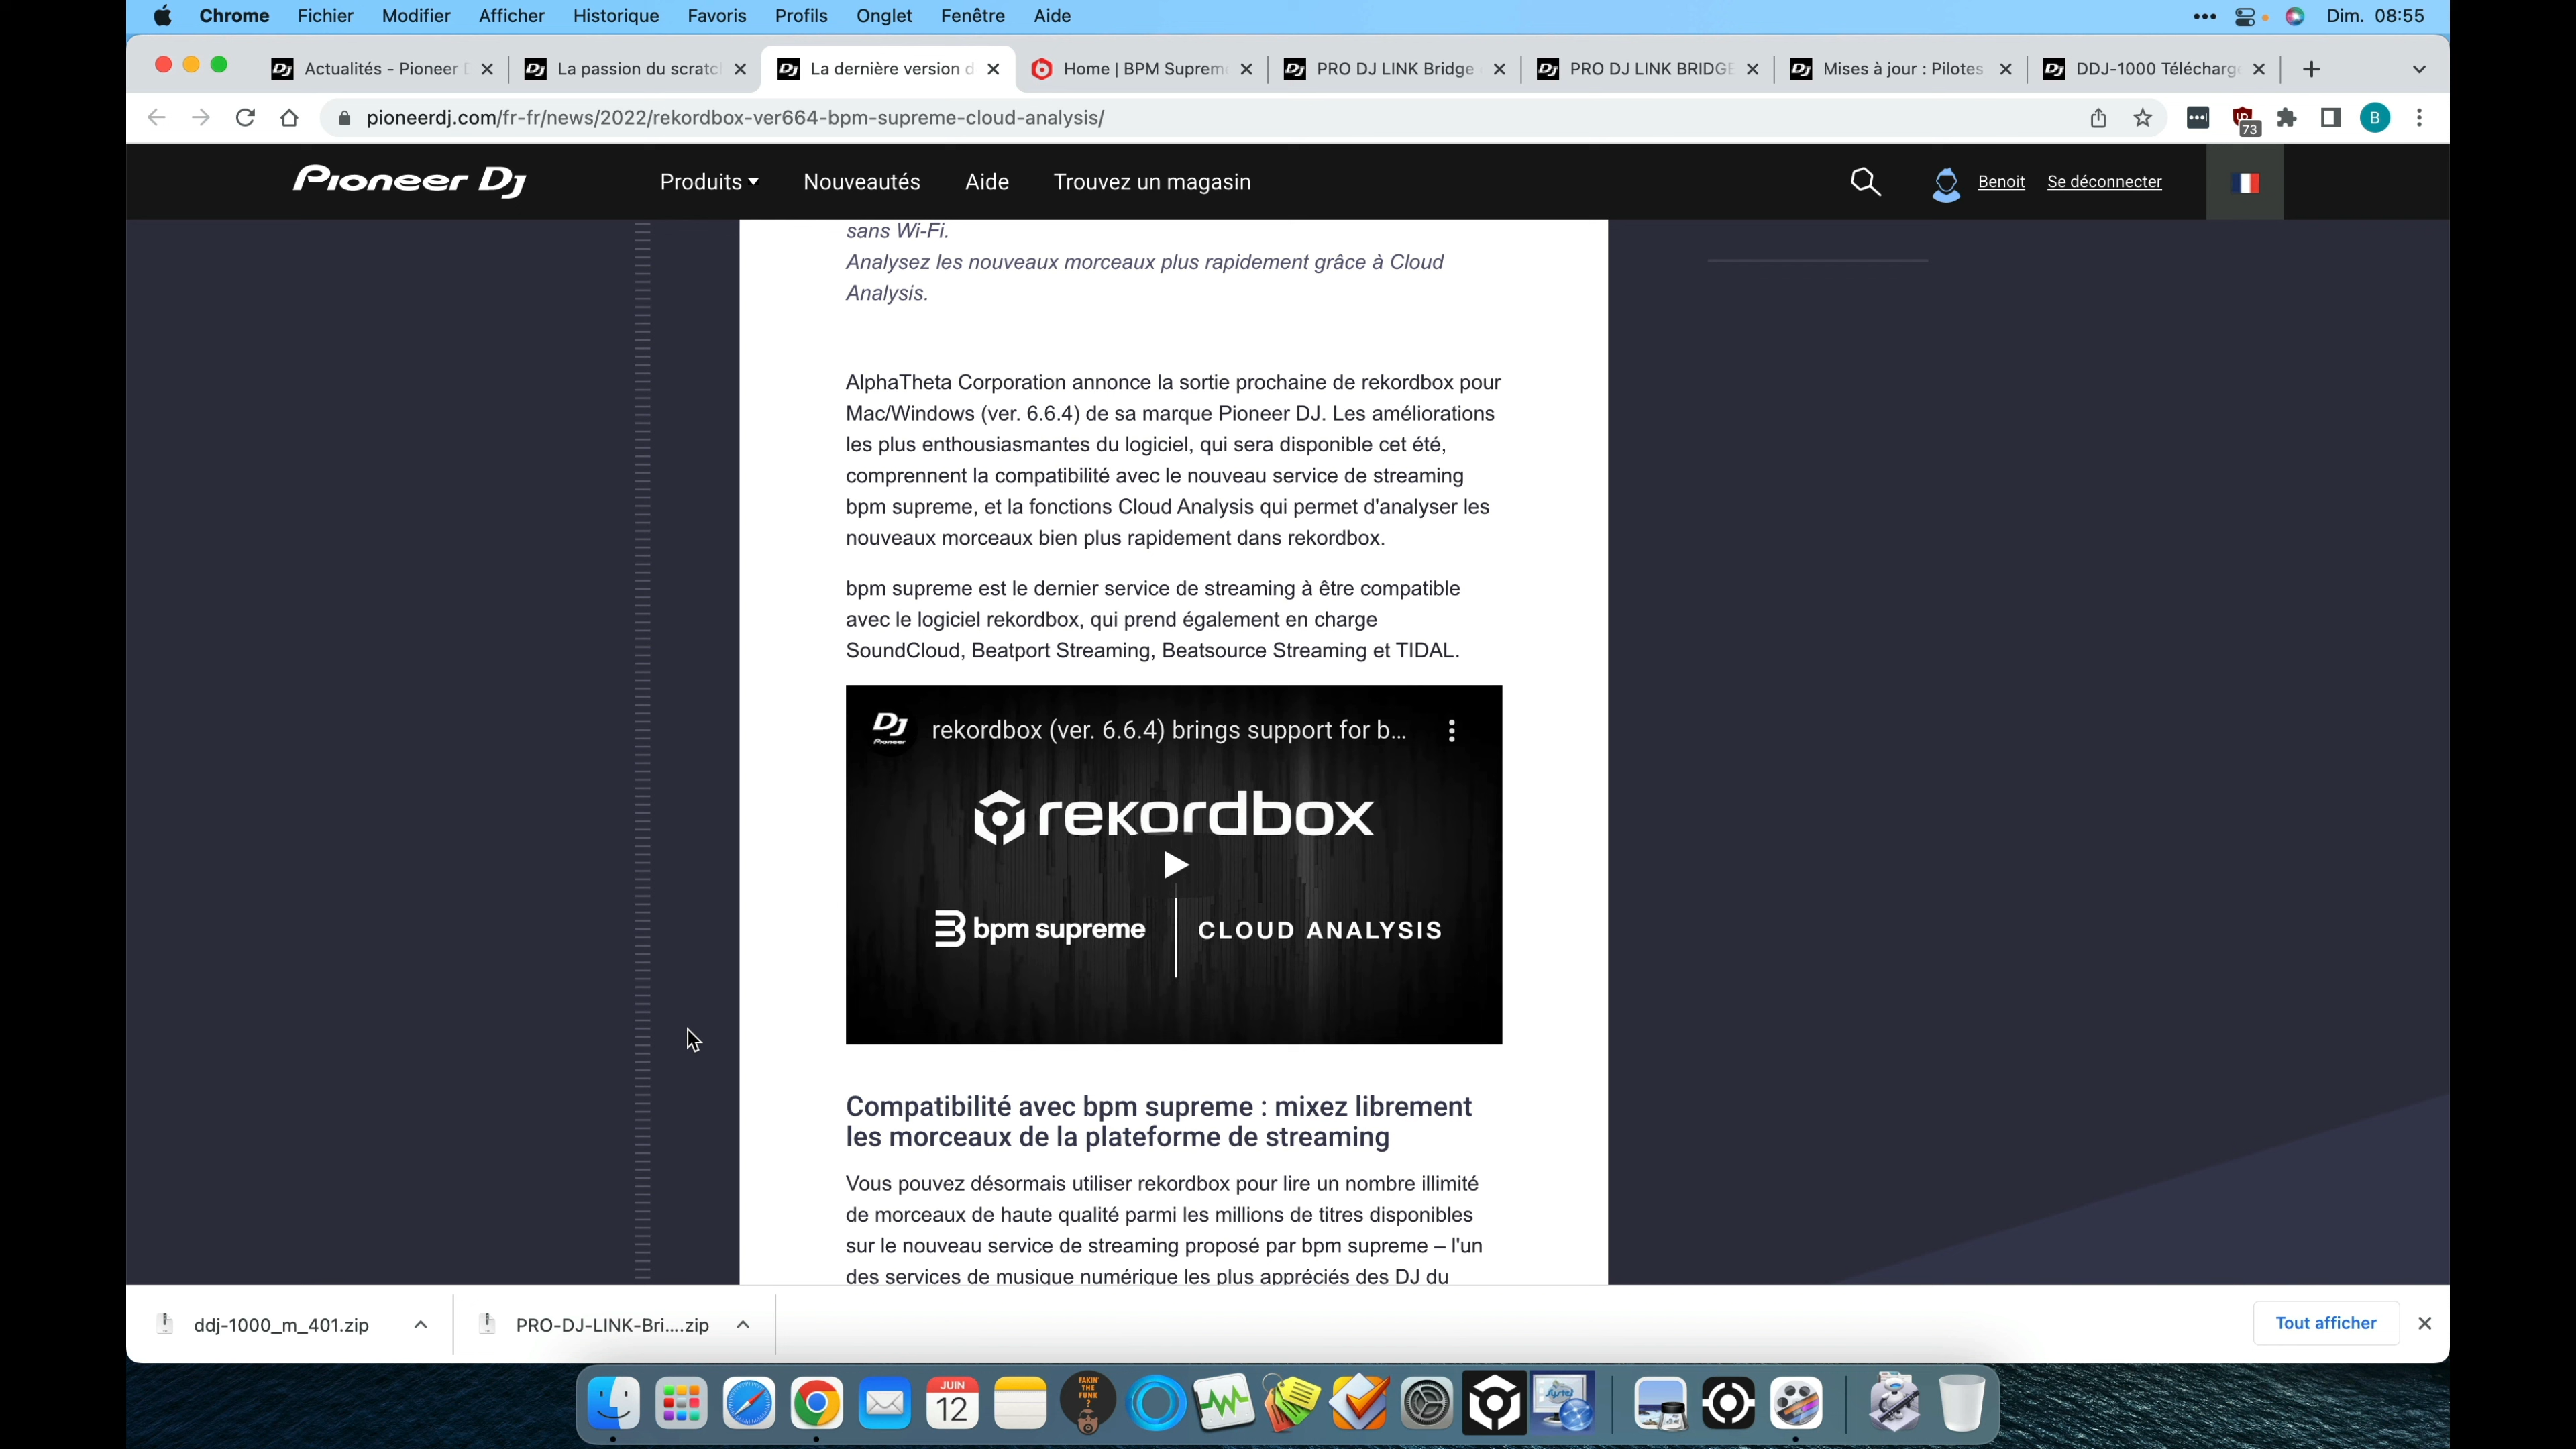 Chrome Fichier Modifier Afficher Historique Favoris Profils Onglet Fenêtre Aide
Dim. 08:55
Actualités - Pioneer
La passion du scratc
La dernière version d
Home | BPM Suprem
PRO DJ LINK Bridge
PRO DJ LINK BRIDGE
Mises à jour : Pilotes
DDJ-1000 Télécharg
pioneerdj.com/fr-fr/news/2022/rekordbox-ver664-bpm-supreme-cloud-analysis/
73
B
Pioneer DJ
Produits
Nouveautés
Aide
Trouvez un magasin
Benoit
Se déconnecter
sans Wi-Fi.
Analysez les nouveaux morceaux plus rapidement grâce à Cloud
Analysis.
AlphaTheta Corporation annonce la sortie prochaine de rekordbox pour
Mac/Windows (ver. 6.6.4) de sa marque Pioneer DJ. Les améliorations
les plus enthousiasmantes du logiciel, qui sera disponible cet été,
comprennent la compatibilité avec le nouveau service de streaming
bpm supreme, et la fonctions Cloud Analysis qui permet d'analyser les
nouveaux morceaux bien plus rapidement dans rekordbox.
bpm supreme est le dernier service de streaming à être compatible
avec le logiciel rekordbox, qui prend également en charge
SoundCloud, Beatport Streaming, Beatsource Streaming et TIDAL.
DJ Pioneer
rekordbox (ver. 6.6.4) brings support for b...
rekordbox
bpm supreme
CLOUD ANALYSIS
Compatibilité avec bpm supreme : mixez librement
les morceaux de la plateforme de streaming
Vous pouvez désormais utiliser rekordbox pour lire un nombre illimité
de morceaux de haute qualité parmi les millions de titres disponibles
sur le nouveau service de streaming proposé par bpm supreme – l'un
des services de musique numérique les plus appréciés des DJ du
ddj-1000_m_401.zip
PRO-DJ-LINK-Bri....zip
Tout afficher
JUIN
12
FAKIN'
THE
FUNK
?